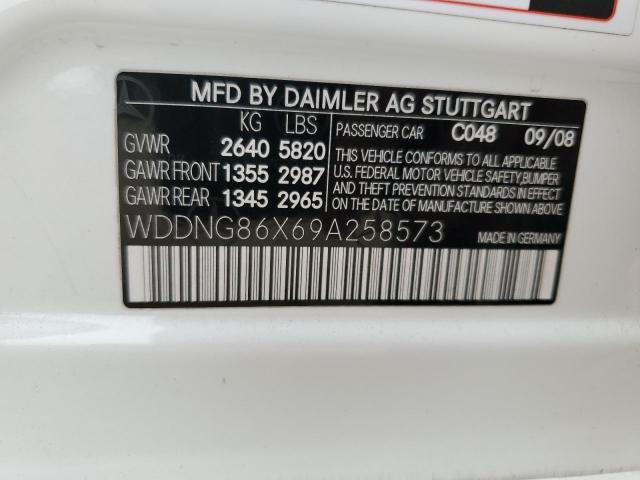 MFD BY DAIMLER AG STUTTGART
KG LBS
GVWR 2640 5820
GAWR FRONT 1355 2987
GAWR REAR 1345 2965
PASSENGER CAR C048 09/08
THIS VEHICLE CONFORMS TO ALL APPLICABLE
U.S. FEDERAL MOTOR VEHICLE SAFETY, BUMPER
AND THEFT PREVENTION STANDARDS IN EFFECT
ON THE DATE OF MANUFACTURE SHOWN ABOVE.
WDDNG86X69A258573 MADE IN GERMANY